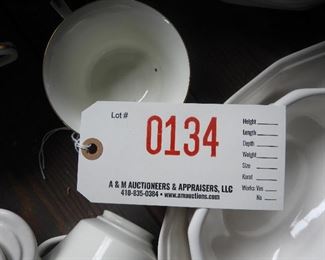 Lot #
0134
Height
Length
Depth
Weight
Size
Karat
Works: Yes
No
A & M AUCTIONEERS & APPRAISERS, LLC
410-835-0384 • www.amauctions.com